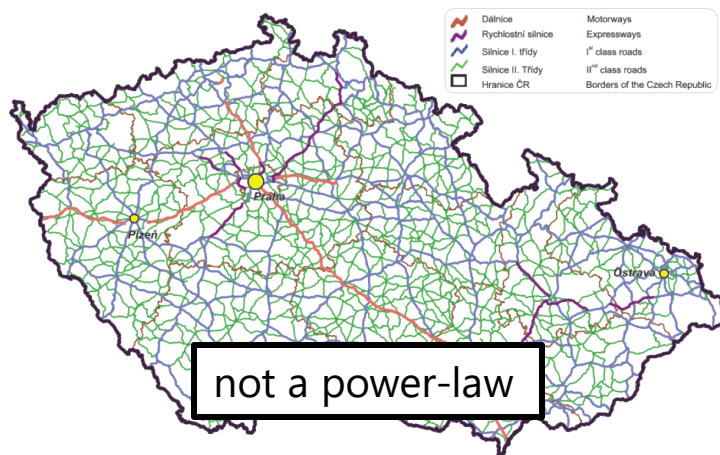 Dálnice Motorways
Rychlostní silnice Expressways
Silnice I. třídy Ist class roads
Silnice II. Třídy IInd class roads
Hranice ČR Borders of the Czech Republic
Praha
Plzeň
Ostrava
not a power-law